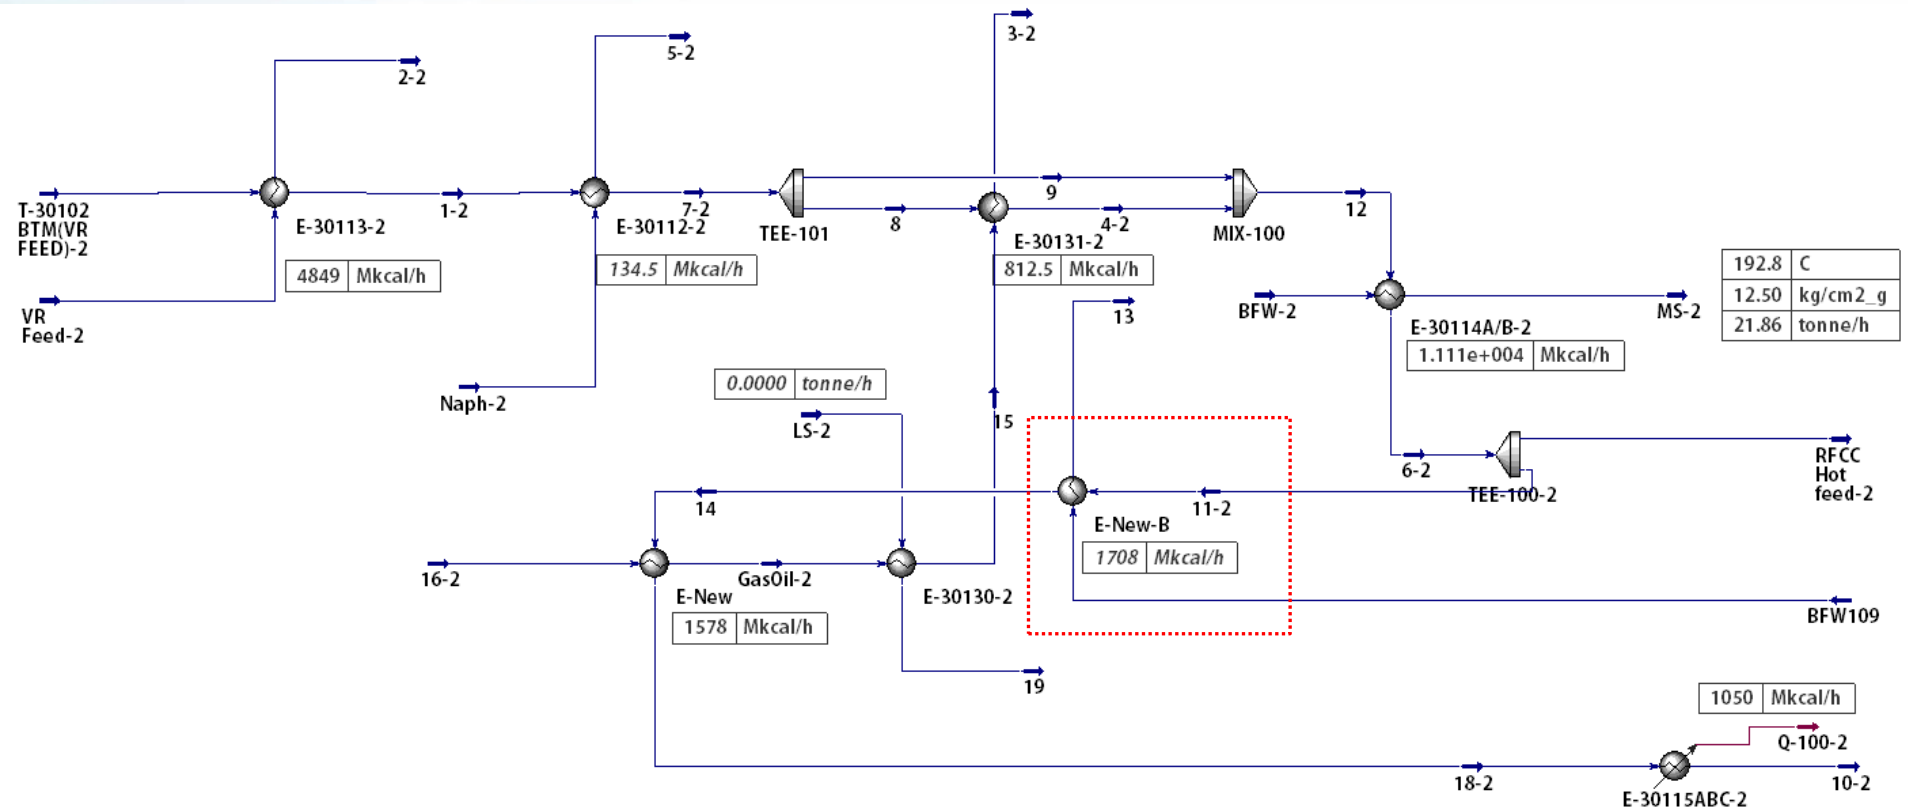 3-2
5-2
2-2
T-30102
BTM(VR
FEED)-2
E-30113-2
1-2
E-30112-2
7-2
TEE-101
8
9
E-30131-2
4-2
MIX-100
12
4849 Mkcal/h
134.5 Mkcal/h
812.5 Mkcal/h
192.8 C
12.50 kg/cm2_g
21.86 tonne/h
VR
Feed-2
13
BFW-2
E-30114A/B-2
MS-2
1.111e+004 Mkcal/h
0.0000 tonne/h
Naph-2
LS-2
15
6-2
TEE-100-2
RFCC
Hot
feed-2
14
11-2
E-New-B
1708 Mkcal/h
16-2
GasOil-2
E-New
E-30130-2
1578 Mkcal/h
BFW109
19
1050 Mkcal/h
Q-100-2
18-2
10-2
E-30115ABC-2